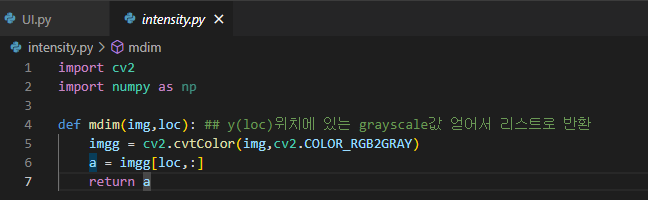 UI.py
intensity.py ×
intensity.py > mdim
1 import cv2
2 import numpy as np
3
4 def mdim(img,loc): ## y(loc)위치에 있는 grayscale값 얻어서 리스트로 반환
5     imgg = cv2.cvtColor(img,cv2.COLOR_RGB2GRAY)
6     a = imgg[loc,:]
7     return a